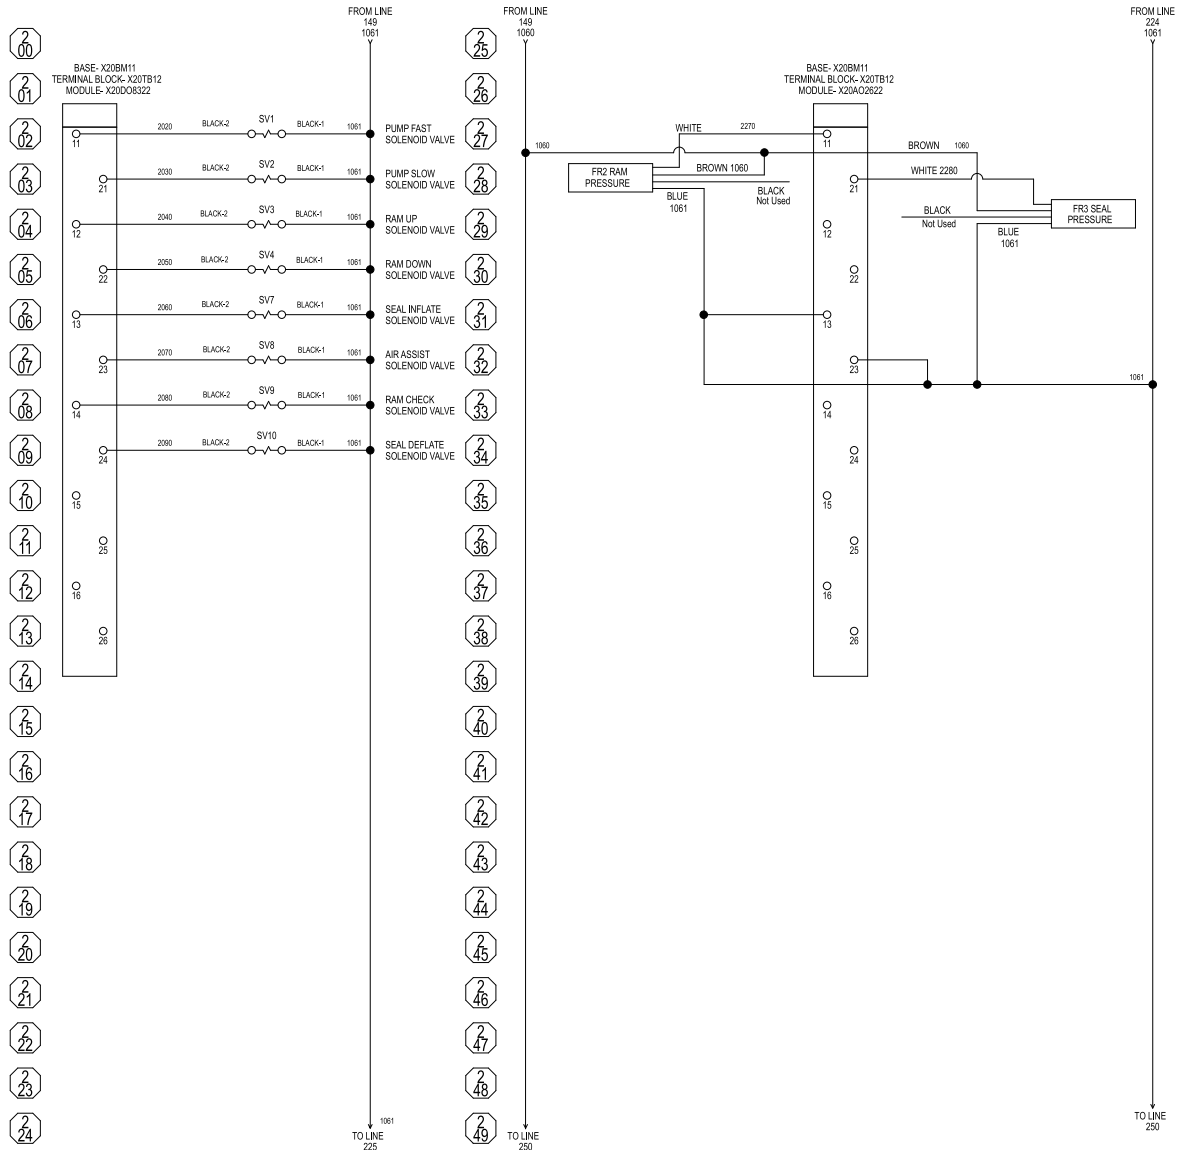 FROM LINE
149
1061
2
00
BASE- X20BM11
TERMINAL BLOCK- X20TB12
MODULE- X20DO8322
2
01
2
02
11
2020
BLACK-2
SV1
BLACK-1
1061
PUMP FAST
SOLENOID VALVE
2
03
21
2030
BLACK-2
SV2
BLACK-1
1061
PUMP SLOW
SOLENOID VALVE
2
04
12
2040
BLACK-2
SV3
BLACK-1
1061
RAM UP
SOLENOID VALVE
2
05
22
2050
BLACK-2
SV4
BLACK-1
1061
RAM DOWN
SOLENOID VALVE
2
06
13
2060
BLACK-2
SV7
BLACK-1
1061
SEAL INFLATE
SOLENOID VALVE
2
07
23
2070
BLACK-2
SV8
BLACK-1
1061
AIR ASSIST
SOLENOID VALVE
2
08
14
2080
BLACK-2
SV9
BLACK-1
1061
RAM CHECK
SOLENOID VALVE
2
09
24
2090
BLACK-2
SV10
BLACK-1
1061
SEAL DEFLATE
SOLENOID VALVE
2
10
15
2
11
25
2
12
16
2
13
26
2
14
2
15
2
16
2
17
2
18
2
19
2
20
2
21
2
22
2
23
2
24
1061
TO LINE
225
FROM LINE
149
1060
FROM LINE
224
1061
2
25
BASE- X20BM11
TERMINAL BLOCK- X20TB12
MODULE- X20AO2622
2
26
2
27
WHITE
2270
11
1060
BROWN
1060
2
28
FR2 RAM
PRESSURE
BROWN 1060
BLACK
Not Used
BLUE
1061
21
WHITE 2280
FR3 SEAL
PRESSURE
BLACK
Not Used
BLUE
1061
2
29
12
2
30
22
2
31
13
2
32
23
1061
2
33
14
2
34
24
2
35
15
2
36
25
2
37
16
2
38
26
2
39
2
40
2
41
2
42
2
43
2
44
2
45
2
46
2
47
2
48
2
49
TO LINE
250
TO LINE
250